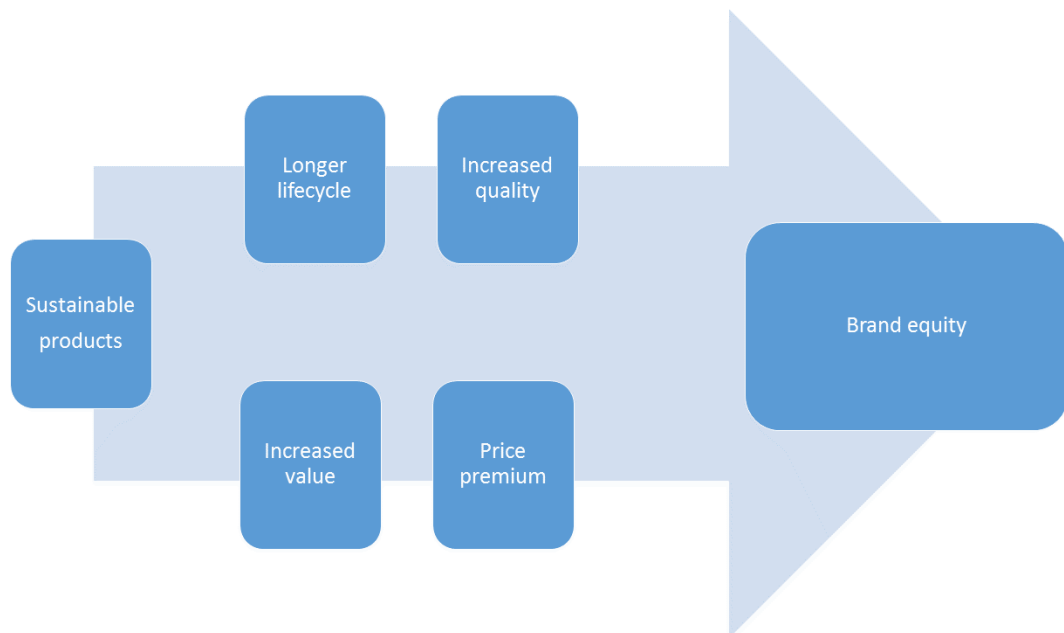 Longer
lifecycle
Increased
quality
Sustainable
products
Brand equity
Increased
value
Price
premium